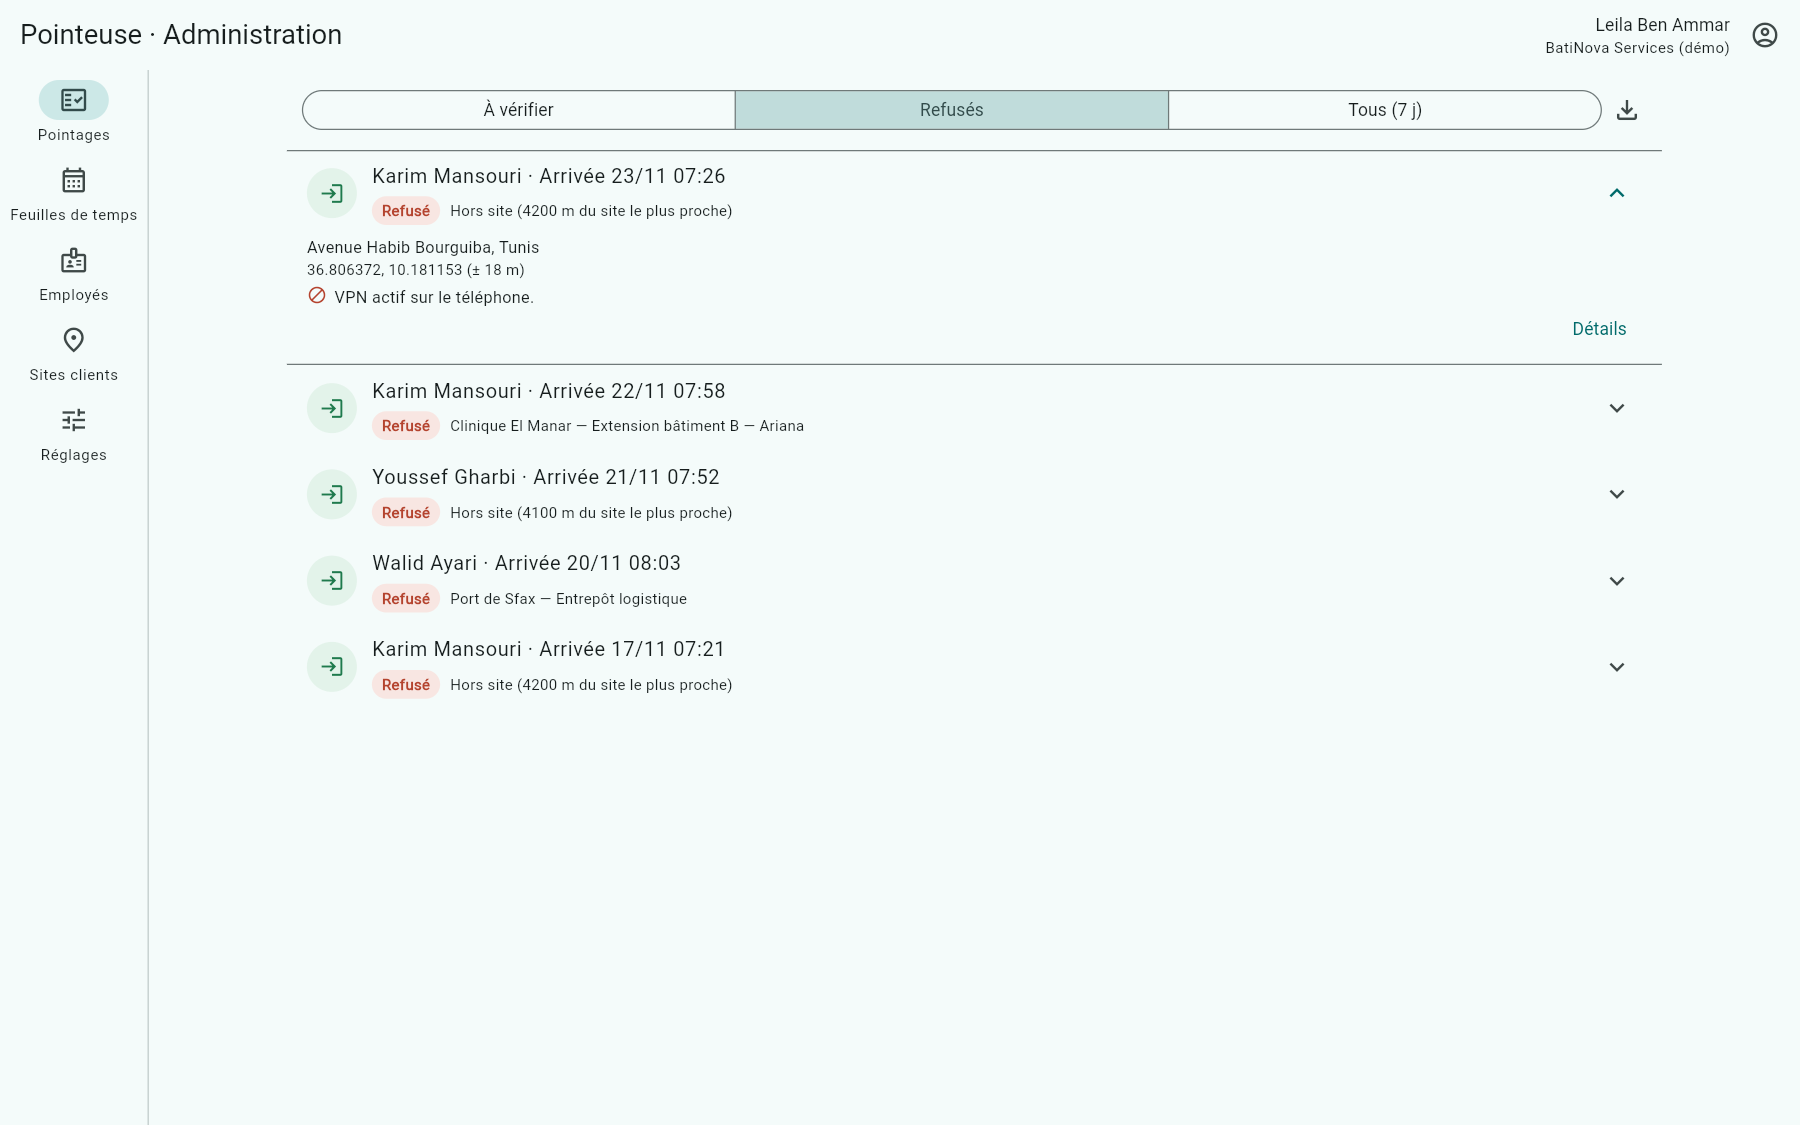 Pointeuse · Administration
Leila Ben Ammar
BatiNova Services (démo)
Pointages
Feuilles de temps
Employés
Sites clients
Réglages
À vérifier
Refusés
Tous (7 j)
Karim Mansouri · Arrivée 23/11 07:26
Refusé Hors site (4200 m du site le plus proche)
Avenue Habib Bourguiba, Tunis
36.806372, 10.181153 (± 18 m)
VPN actif sur le téléphone.
Détails
Karim Mansouri · Arrivée 22/11 07:58
Refusé Clinique El Manar — Extension bâtiment B — Ariana
Youssef Gharbi · Arrivée 21/11 07:52
Refusé Hors site (4100 m du site le plus proche)
Walid Ayari · Arrivée 20/11 08:03
Refusé Port de Sfax — Entrepôt logistique
Karim Mansouri · Arrivée 17/11 07:21
Refusé Hors site (4200 m du site le plus proche)